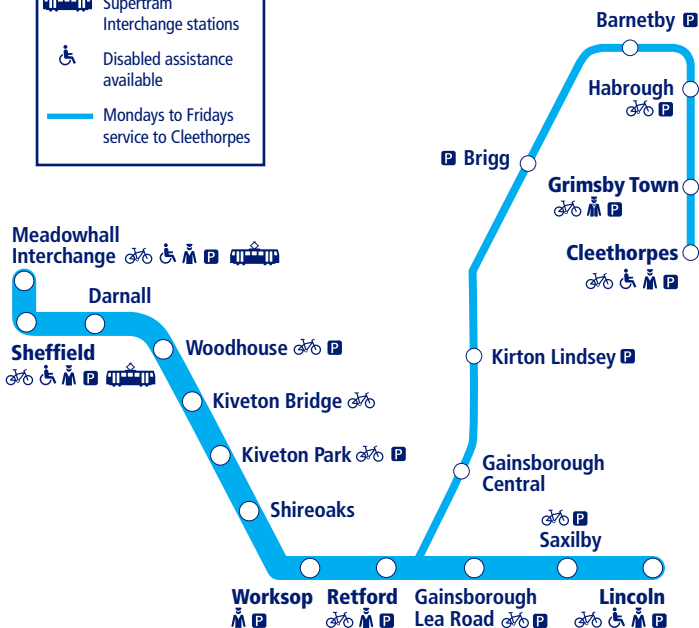 Supertram
Interchange stations
Disabled assistance
available
Mondays to Fridays
service to Cleethorpes
Barnetby P
Habrough
P
P Brigg
Grimsby Town
P
Cleethorpes
P
Meadowhall
Interchange P
Darnall
Sheffield
P
Woodhouse P
Kiveton Bridge
Kiveton Park P
Shireoaks
Kirton Lindsey P
Gainsborough
Central
P
Saxilby
Worksop
P
Retford
P
Gainsborough
Lea Road P
Lincoln
P